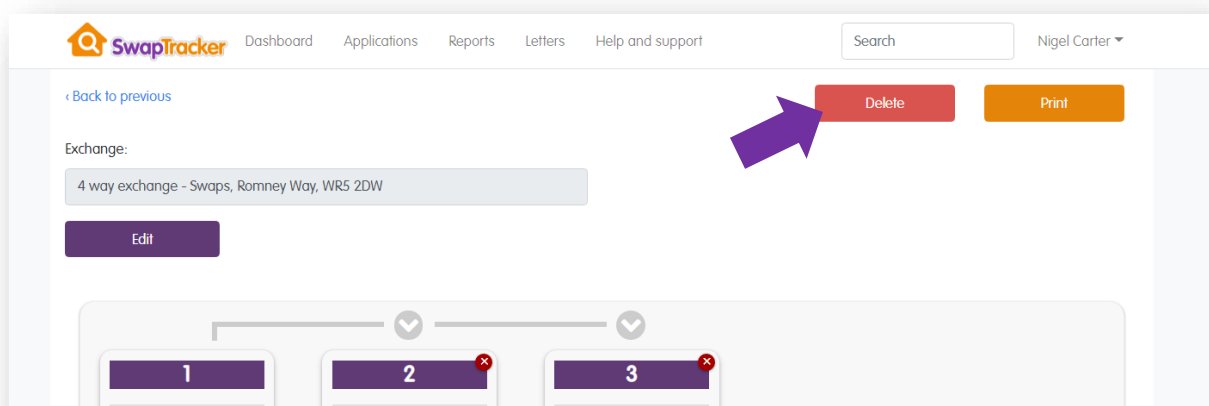 SwapTracker Dashboard Applications Reports Letters Help and support Search Nigel Carter
‹ Back to previous Delete Print
Exchange:
4 way exchange - Swaps, Romney Way, WR5 2DW
Edit
1 2 3